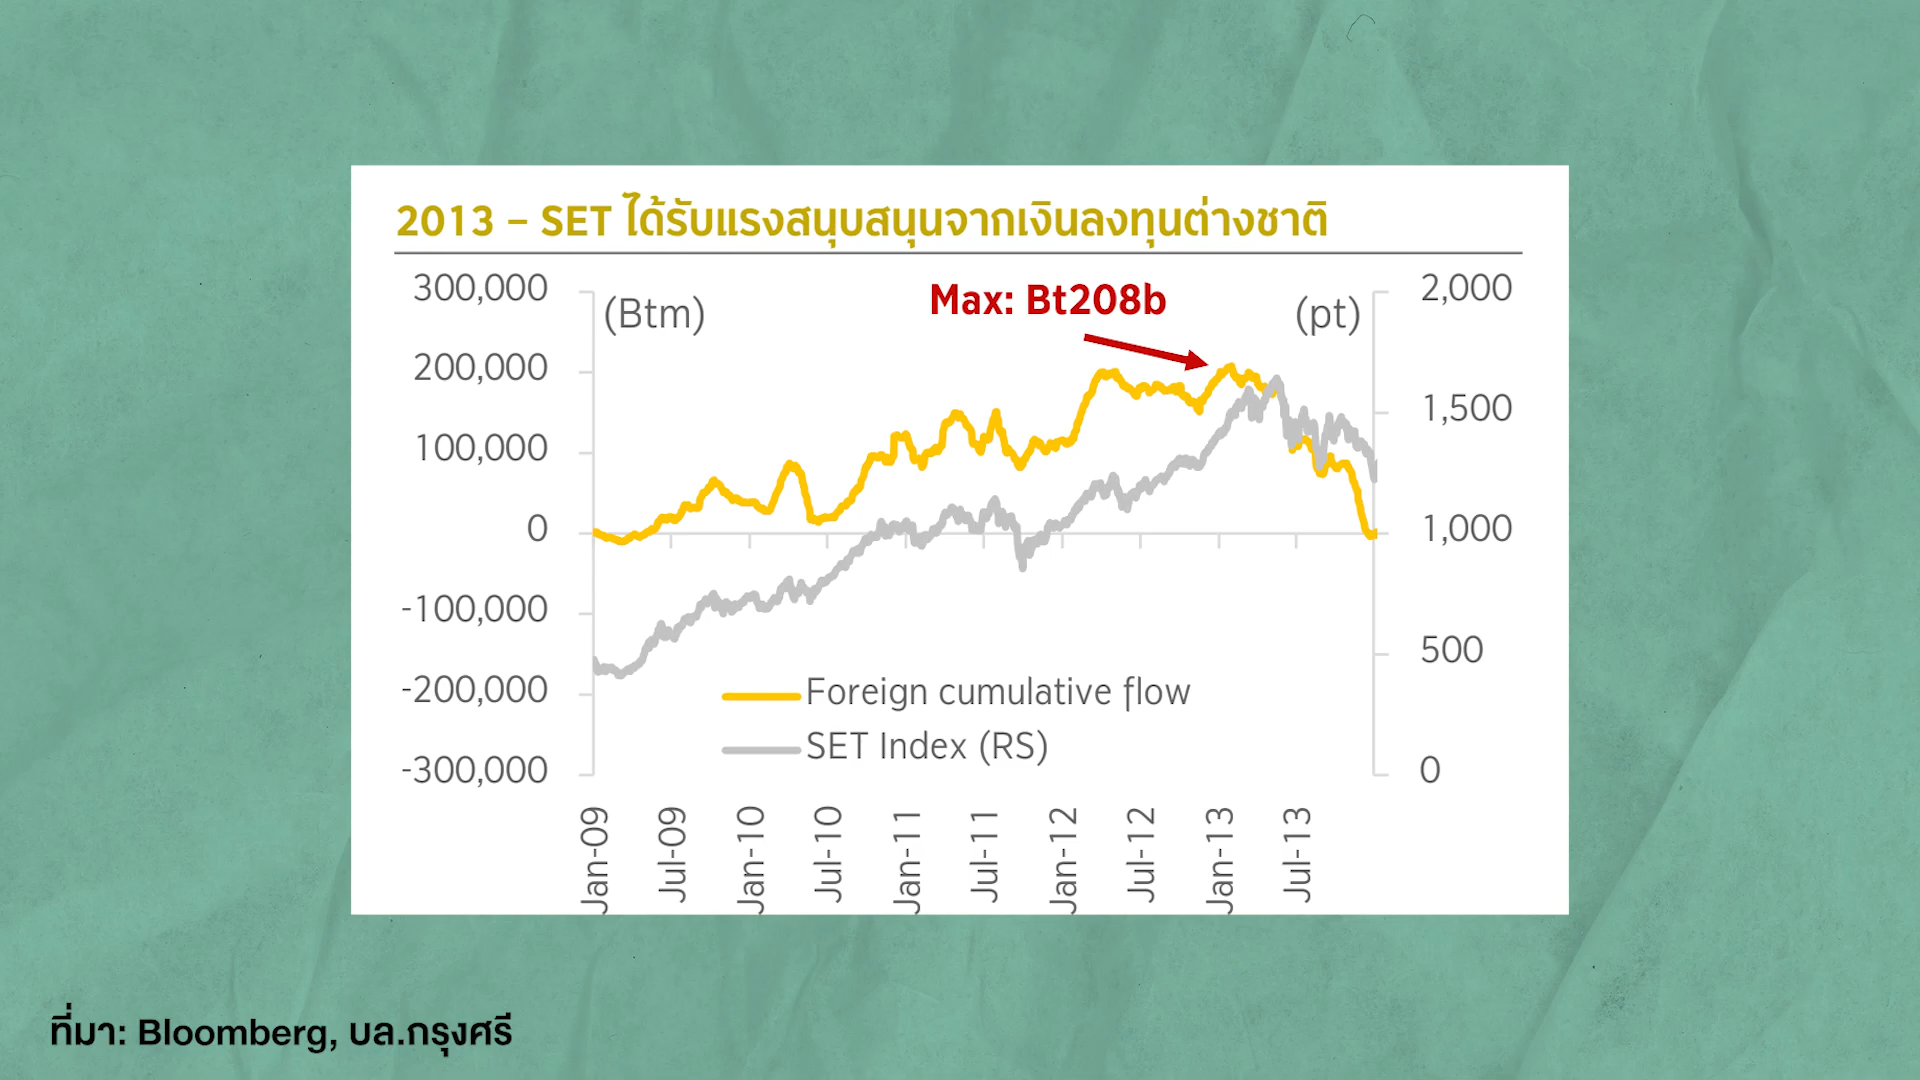 2013 – SET ได้รับแรงสนุบสนุนจากเงินลงทุนต่างชาติ
Max: Bt208b
(Btm)
(pt)
300,000
200,000
100,000
0
-100,000
-200,000
-300,000
2,000
1,500
1,000
500
0
Foreign cumulative flow
SET Index (RS)
Jan-09
Jul-09
Jan-10
Jul-10
Jan-11
Jul-11
Jan-12
Jul-12
Jan-13
Jul-13
ที่มา: Bloomberg, บล.กรุงศรี